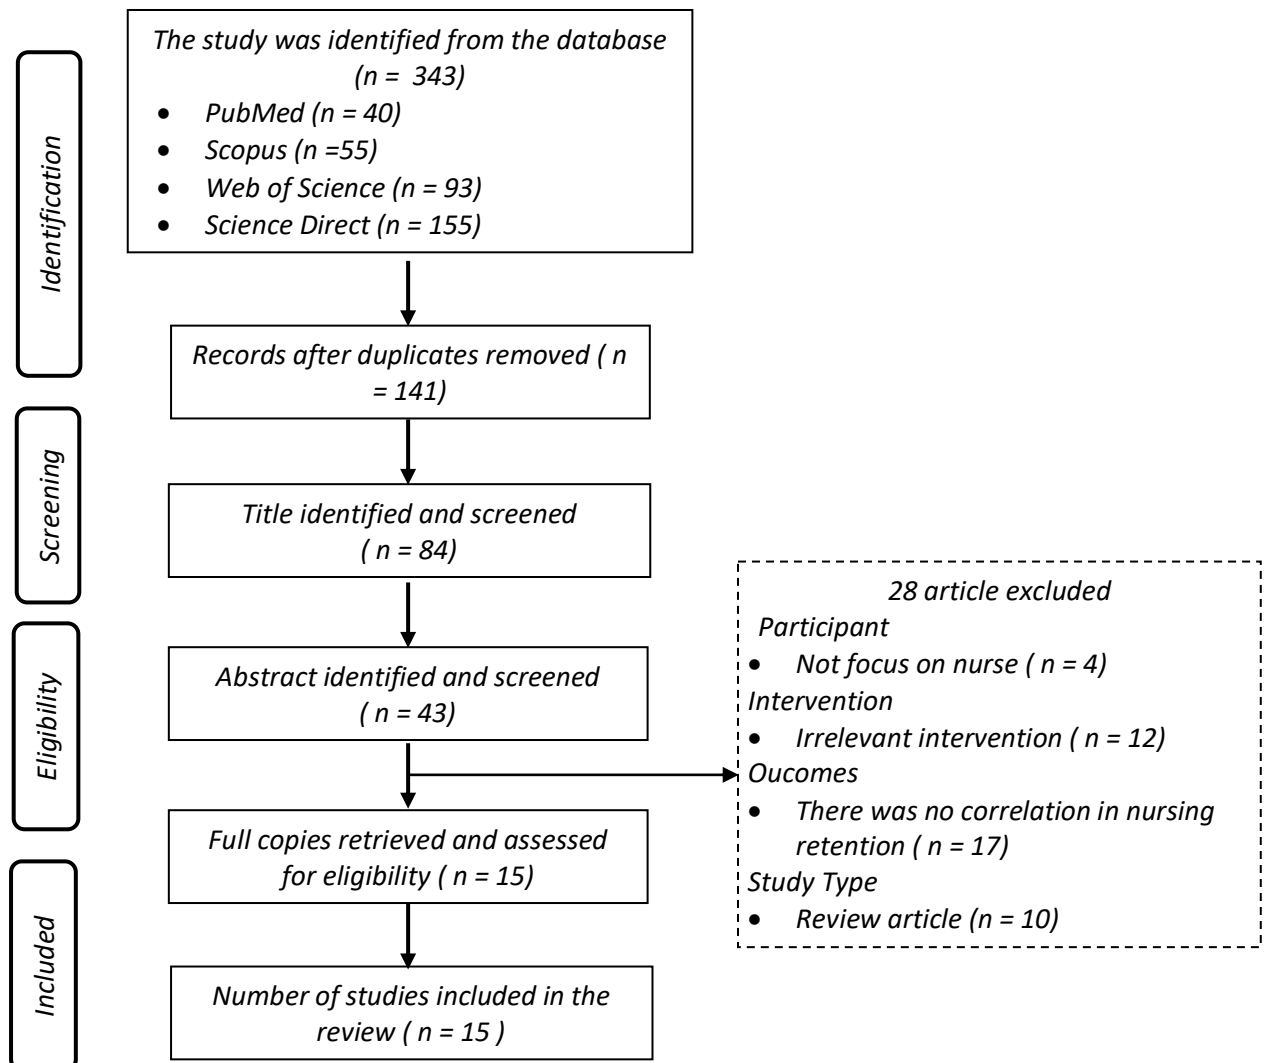 Identification
The study was identified from the database
(n = 343)
• PubMed (n = 40)
• Scopus (n =55)
• Web of Science (n = 93)
• Science Direct (n = 155)
Records after duplicates removed ( n
= 141)
Screening
Title identified and screened
( n = 84)
Eligibility
Abstract identified and screened
( n = 43)
28 article excluded
Participant
• Not focus on nurse ( n = 4)
Intervention
• Irrelevant intervention ( n = 12)
Oucomes
• There was no correlation in nursing
retention ( n = 17)
Study Type
• Review article (n = 10)
Full copies retrieved and assessed
for eligibility ( n = 15)
Included
Number of studies included in the
review ( n = 15 )